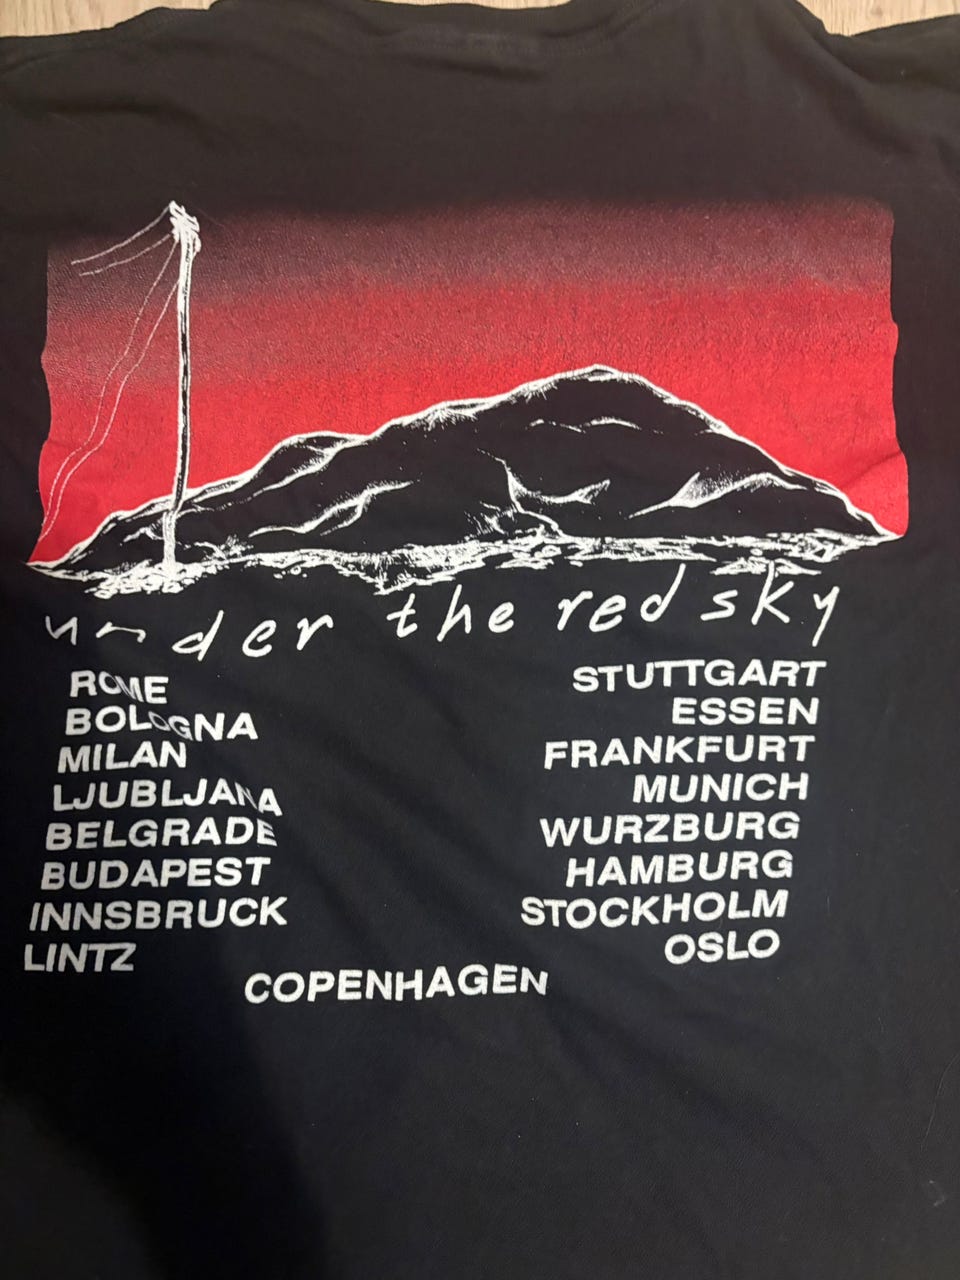 under the red sky
ROME
BOLOGNA
MILAN
LJUBLJANA
BELGRADE
BUDAPEST
INNSBRUCK
LINTZ
STUTTGART
ESSEN
FRANKFURT
MUNICH
WURZBURG
HAMBURG
STOCKHOLM
OSLO
COPENHAGEN